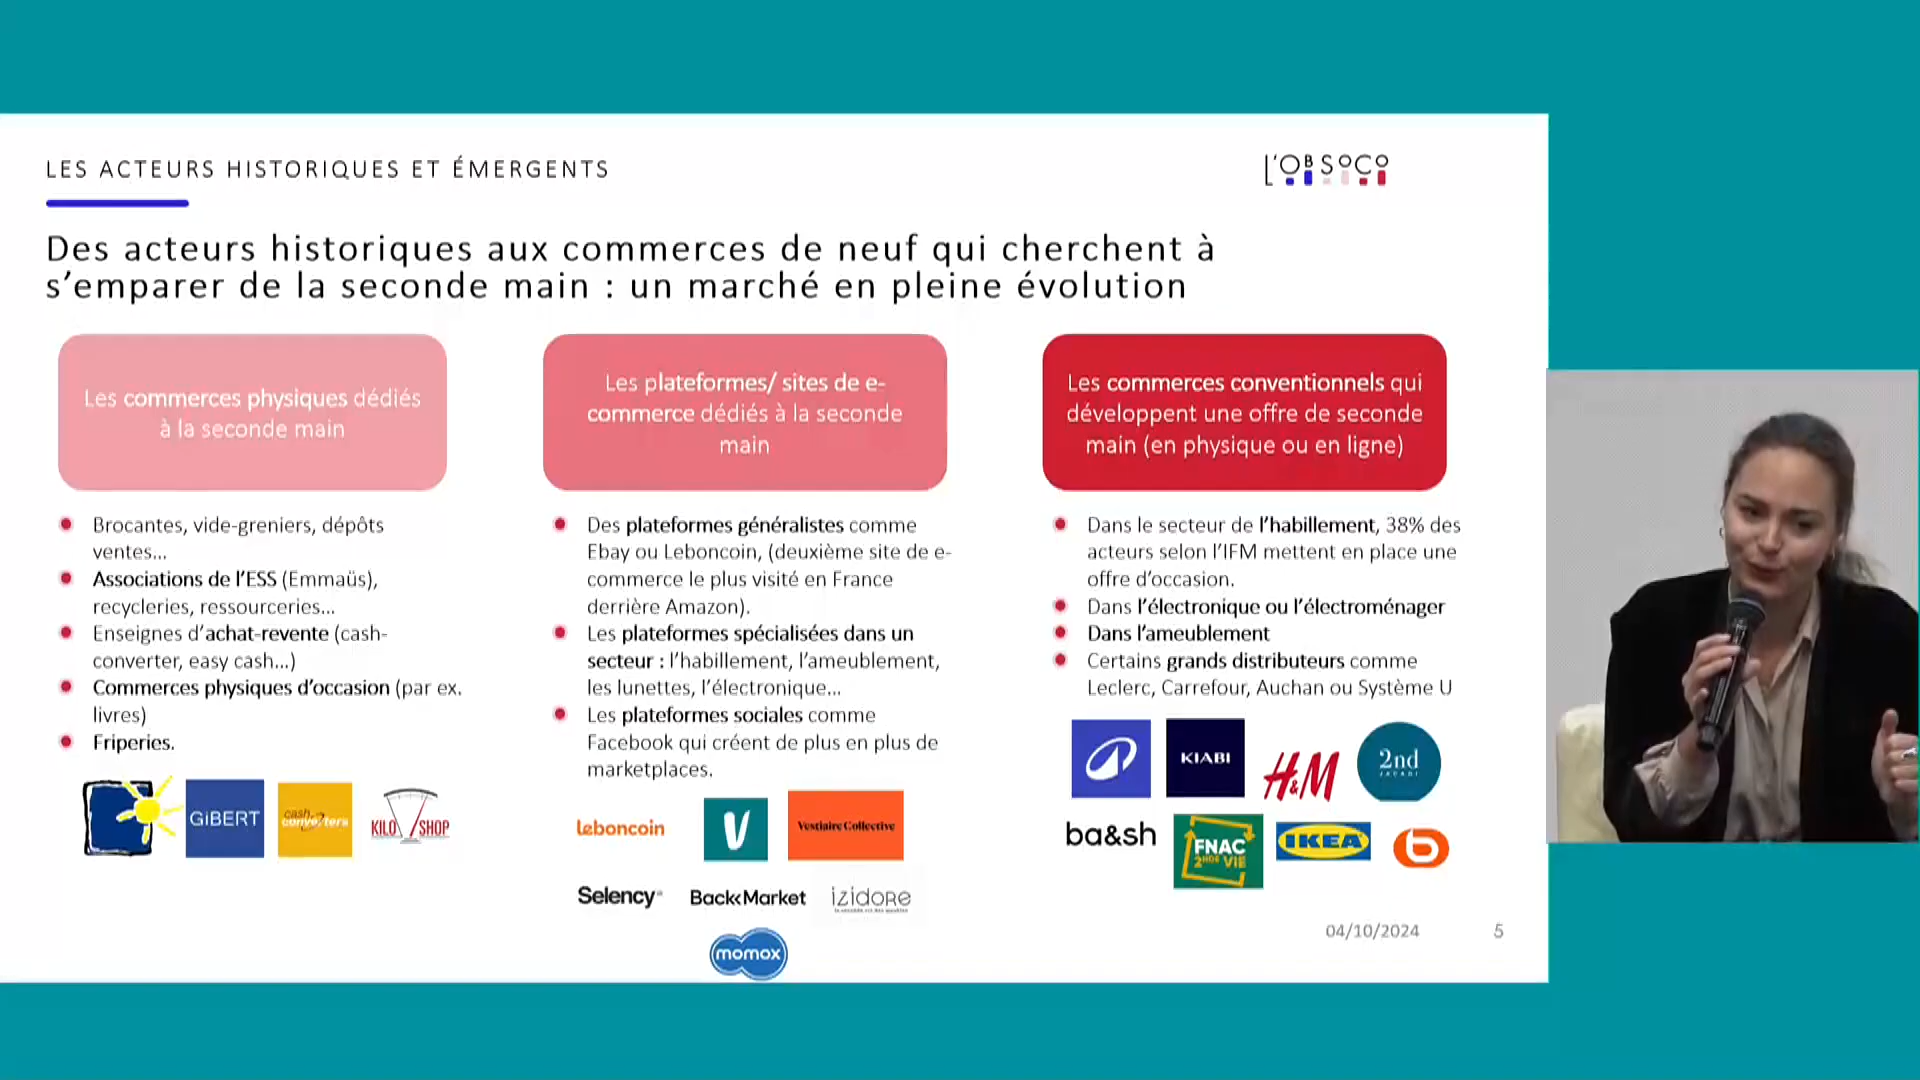 LES ACTEURS HISTORIQUES ET ÉMERGENTS
L'OBSOCO
Des acteurs historiques aux commerces de neuf qui cherchent à
s'emparer de la seconde main : un marché en pleine évolution
Les commerces physiques dédiés
à la seconde main
Brocantes, vide-greniers, dépôts
ventes...
Associations de l'ESS (Emmaüs),
recycleries, ressourceries...
Enseignes d'achat-revente (cash-
converter, easy cash...)
Commerces physiques d'occasion (par ex.
livres)
Friperies.
GiBERT
cash converters
KILO SHOP
Les plateformes/ sites de e-
commerce dédiés à la seconde
main
Des plateformes généralistes comme
Ebay ou Leboncoin, (deuxième site de e-
commerce le plus visité en France
derrière Amazon).
Les plateformes spécialisées dans un
secteur : l'habillement, l'ameublement,
les lunettes, l'électronique...
Les plateformes sociales comme
Facebook qui créent de plus en plus de
marketplaces.
leboncoin
V
Vestiaire Collective
Selency
Back Market
izidore
momox
Les commerces conventionnels qui
développent une offre de seconde
main (en physique ou en ligne)
Dans le secteur de l'habillement, 38% des
acteurs selon l'IFM mettent en place une
offre d'occasion.
Dans l'électronique ou l'électroménager
Dans l'ameublement
Certains grands distributeurs comme
Leclerc, Carrefour, Auchan ou Système U
KIABI
H&M
2nd
JACADI
ba&sh
FNAC
2NDE VIE
IKEA
b
04/10/2024
5